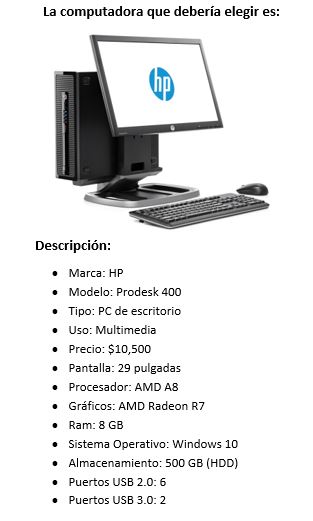 La computadora que debería elegir es:
hp
Descripción:
• Marca: HP
• Modelo: Prodesk 400
• Tipo: PC de escritorio
• Uso: Multimedia
• Precio: $10,500
• Pantalla: 29 pulgadas
• Procesador: AMD A8
• Gráficos: AMD Radeon R7
• Ram: 8 GB
• Sistema Operativo: Windows 10
• Almacenamiento: 500 GB (HDD)
• Puertos USB 2.0: 6
• Puertos USB 3.0: 2